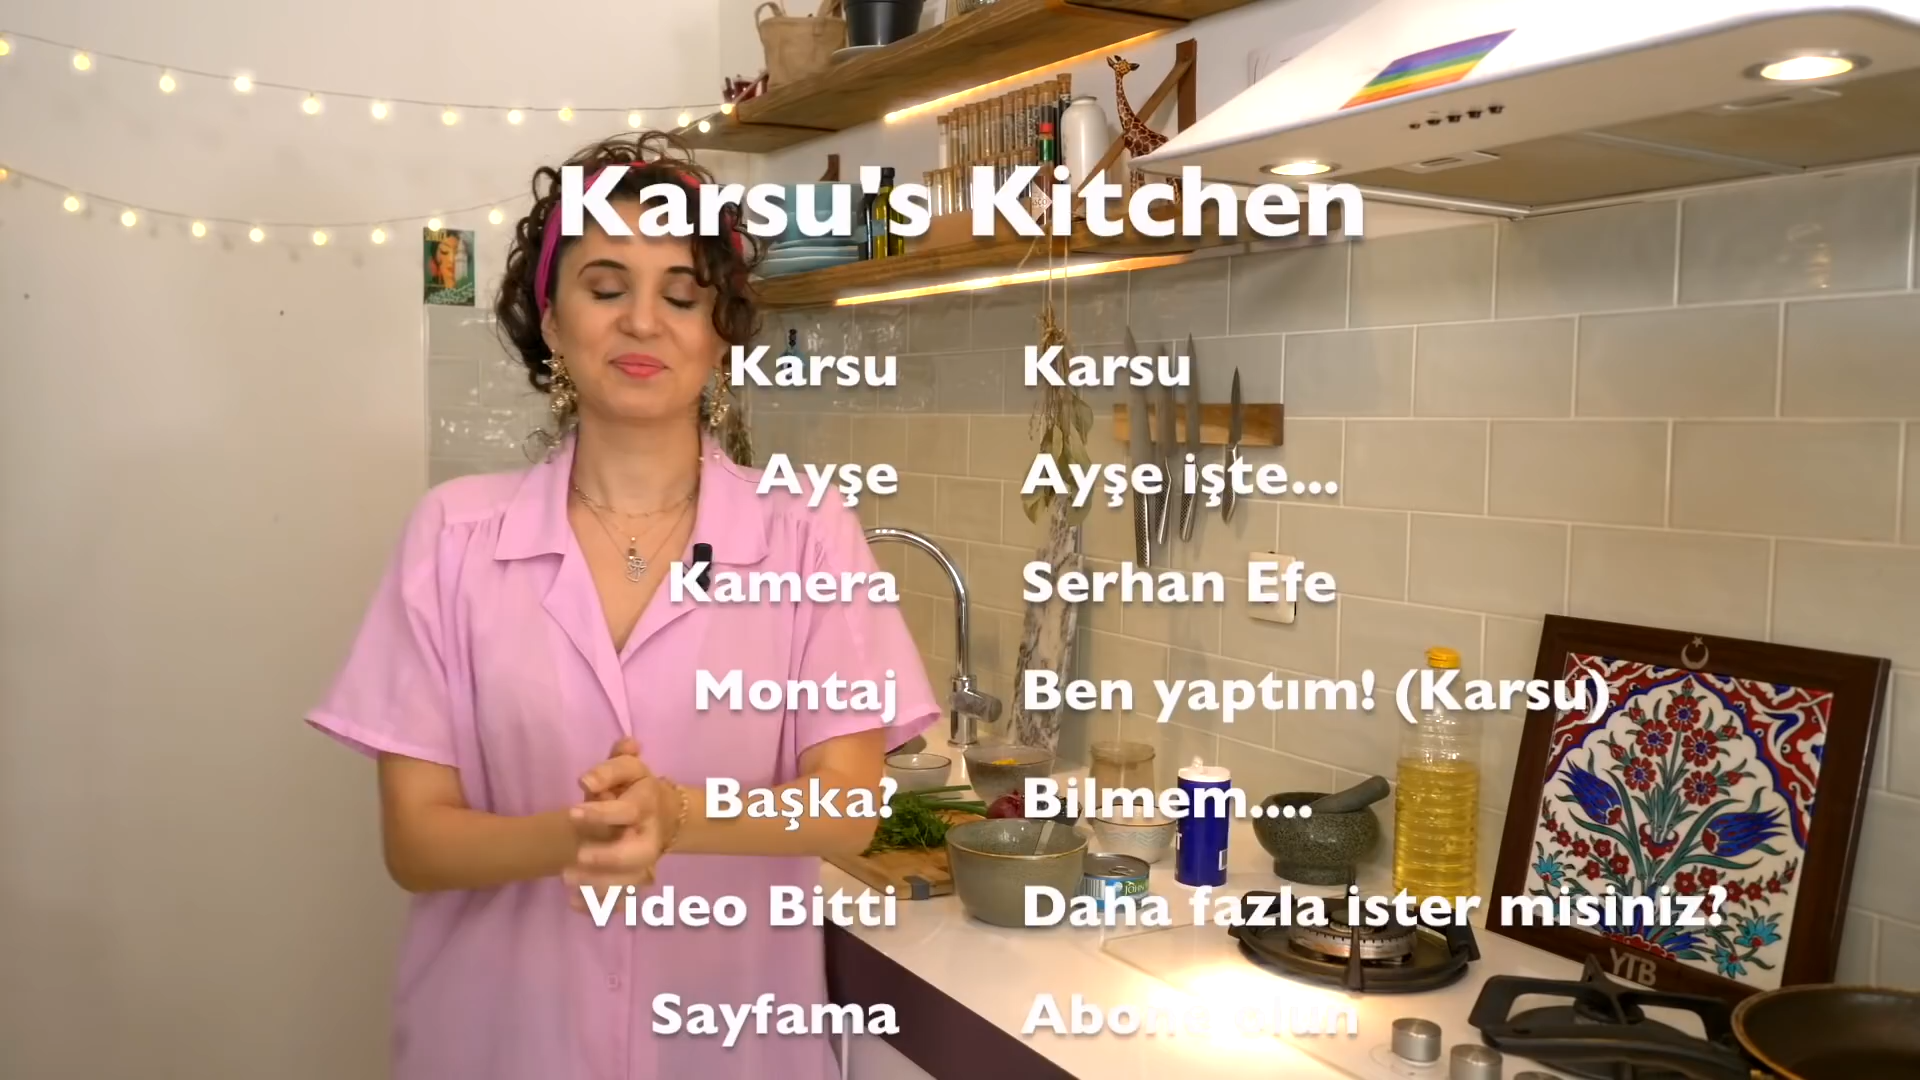 Karsu's Kitchen
Karsu Karsu
Ayşe Ayşe işte...
Kamera Serhan Efe
Montaj Ben yaptım! (Karsu)
Başka? Bilmem....
Video Bitti Daha fazla ister misiniz?
YTB
Sayfama Abone olun